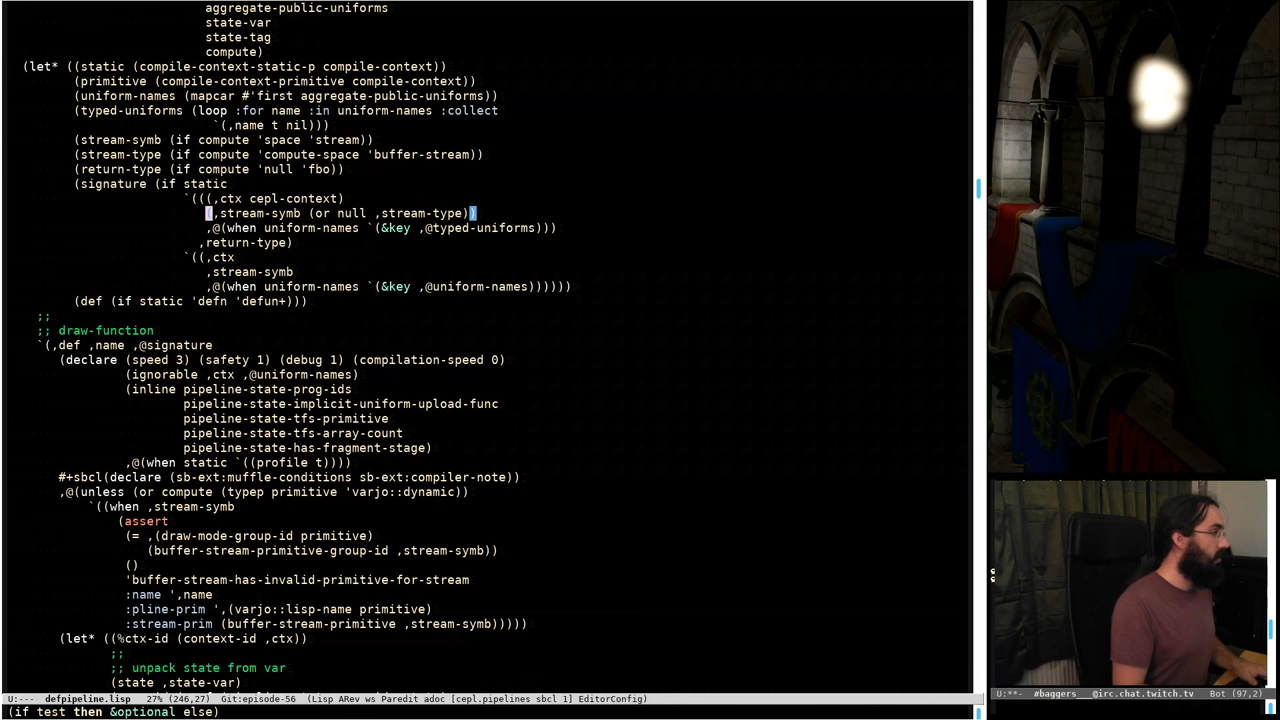 aggregate-public-uniforms
state-var
state-tag
compute)
(let* ((static (compile-context-static-p compile-context))
(primitive (compile-context-primitive compile-context))
(uniform-names (mapcar #'first aggregate-public-uniforms))
(typed-uniforms (loop :for name :in uniform-names :collect
`(,name t nil)))
(stream-symb (if compute 'space 'stream))
(stream-type (if compute 'compute-space 'buffer-stream))
(return-type (if compute 'null 'fbo))
(signature (if static
`(((,ctx cepl-context)
(,stream-symb (or null ,stream-type))
,@(when uniform-names `(&key ,@typed-uniforms)))
,return-type)
`((,ctx
,stream-symb
,@(when uniform-names `(&key ,@uniform-names))))))
(def (if static 'defn 'defun+)))
;;
;; draw-function
`(,def ,name ,@signature
(declare (speed 3) (safety 1) (debug 1) (compilation-speed 0)
(ignorable ,ctx ,@uniform-names)
(inline pipeline-state-prog-ids
pipeline-state-implicit-uniform-upload-func
pipeline-state-tfs-primitive
pipeline-state-tfs-array-count
pipeline-state-has-fragment-stage)
,@(when static `((profile t))))
#+sbcl(declare (sb-ext:muffle-conditions sb-ext:compiler-note))
,@(unless (or compute (typep primitive 'varjo::dynamic))
`((when ,stream-symb
(assert
(= ,(draw-mode-group-id primitive)
(buffer-stream-primitive-group-id ,stream-symb))
()
'buffer-stream-has-invalid-primitive-for-stream
:name ',name
:pline-prim ',(varjo::lisp-name primitive)
:stream-prim (buffer-stream-primitive ,stream-symb)))))
(let* ((%ctx-id (context-id ,ctx))
;;
;; unpack state from var
(state ,state-var)
U:--- defpipeline.lisp 27% (246,27) Git:episode-56 (Lisp ARev ws Paredit adoc [cepl.pipelines sbcl 1] EditorConfig)
(if test then &optional else)
U:**- #baggers__@irc.chat.twitch.tv Bot (97,2)